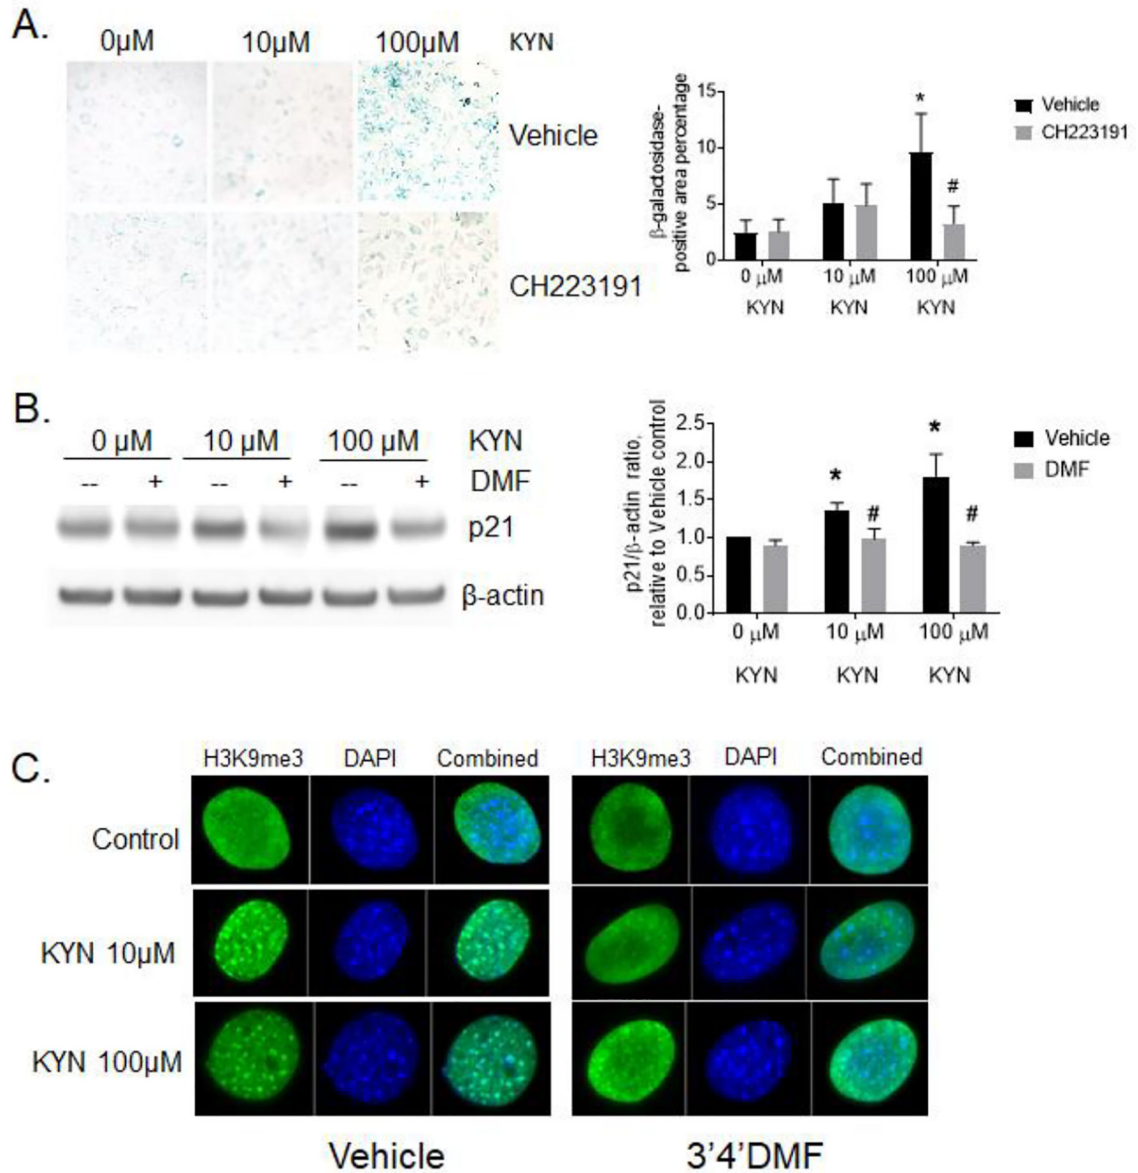 A.
0µM 10µM 100µM KYN
Vehicle
CH223191
β-galactosidase-
positive area percentage
15
10
5
0
*
#
0 µM 10 µM 100 µM
KYN KYN KYN
Vehicle
CH223191
B.
0 µM 10 µM 100 µM KYN
-- + -- + -- + DMF
p21
β-actin
p21/β-actin ratio,
relative to Vehicle control
2.5
2.0
1.5
1.0
0.5
0.0
* # * #
0 µM 10 µM 100 µM
KYN KYN KYN
Vehicle
DMF
C.
H3K9me3 DAPI Combined H3K9me3 DAPI Combined
Control
KYN 10µM
KYN 100µM
Vehicle 3'4'DMF